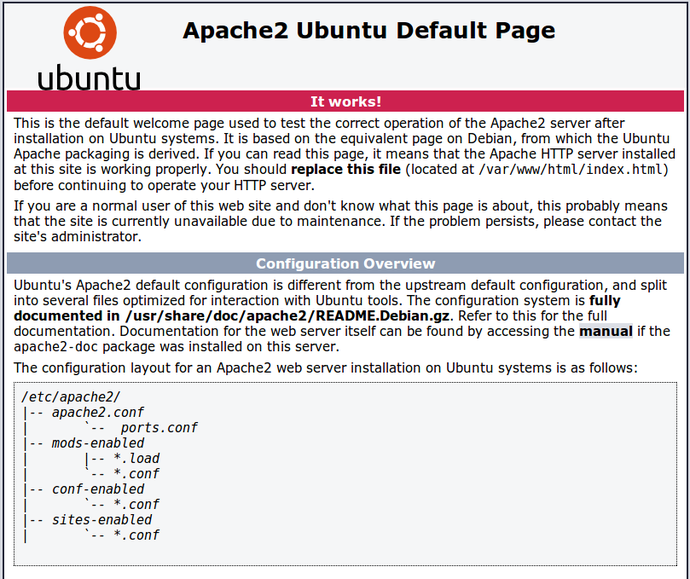 ubuntu
Apache2 Ubuntu Default Page
It works!
This is the default welcome page used to test the correct operation of the Apache2 server after
installation on Ubuntu systems. It is based on the equivalent page on Debian, from which the Ubuntu
Apache packaging is derived. If you can read this page, it means that the Apache HTTP server installed
at this site is working properly. You should replace this file (located at /var/www/html/index.html)
before continuing to operate your HTTP server.
If you are a normal user of this web site and don't know what this page is about, this probably means
that the site is currently unavailable due to maintenance. If the problem persists, please contact the
site's administrator.
Configuration Overview
Ubuntu's Apache2 default configuration is different from the upstream default configuration, and split
into several files optimized for interaction with Ubuntu tools. The configuration system is fully
documented in /usr/share/doc/apache2/README.Debian.gz. Refer to this for the full
documentation. Documentation for the web server itself can be found by accessing the manual if the
apache2-doc package was installed on this server.
The configuration layout for an Apache2 web server installation on Ubuntu systems is as follows:
/etc/apache2/
|-- apache2.conf
|       `--  ports.conf
|-- mods-enabled
|       |-- *.load
|       `-- *.conf
|-- conf-enabled
|       `-- *.conf
|-- sites-enabled
|       `-- *.conf